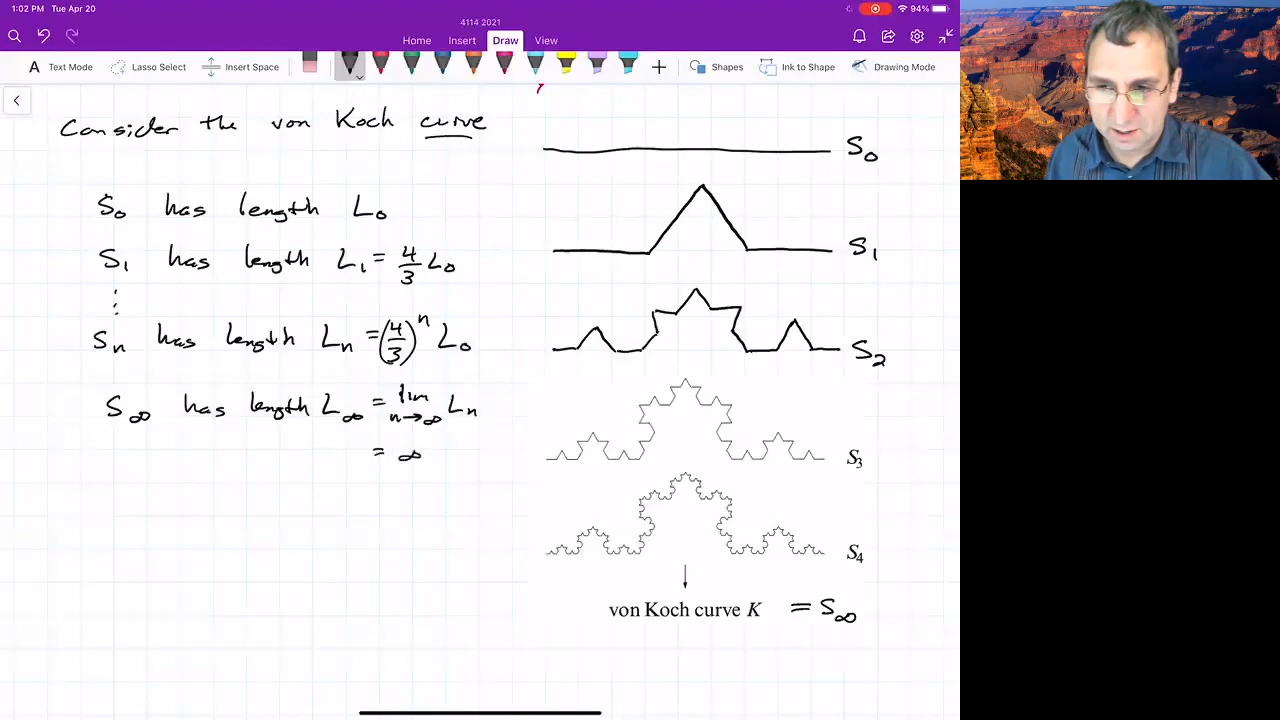 1:02 PM Tue Apr 20
94%
4114 2021
Home Insert Draw View
Text Mode Lasso Select Insert Space Shapes Ink to Shape Drawing Mode
Consider the von Koch curve
S₀ has length L₀
S₁ has length L₁ = 4/3 L₀
⋮
Sₙ has length Lₙ = (4/3)ⁿ L₀
S∞ has length L∞ = lim n→∞ Lₙ
= ∞
S₀
S₁
S₂
S₃
S₄
von Koch curve K = S∞